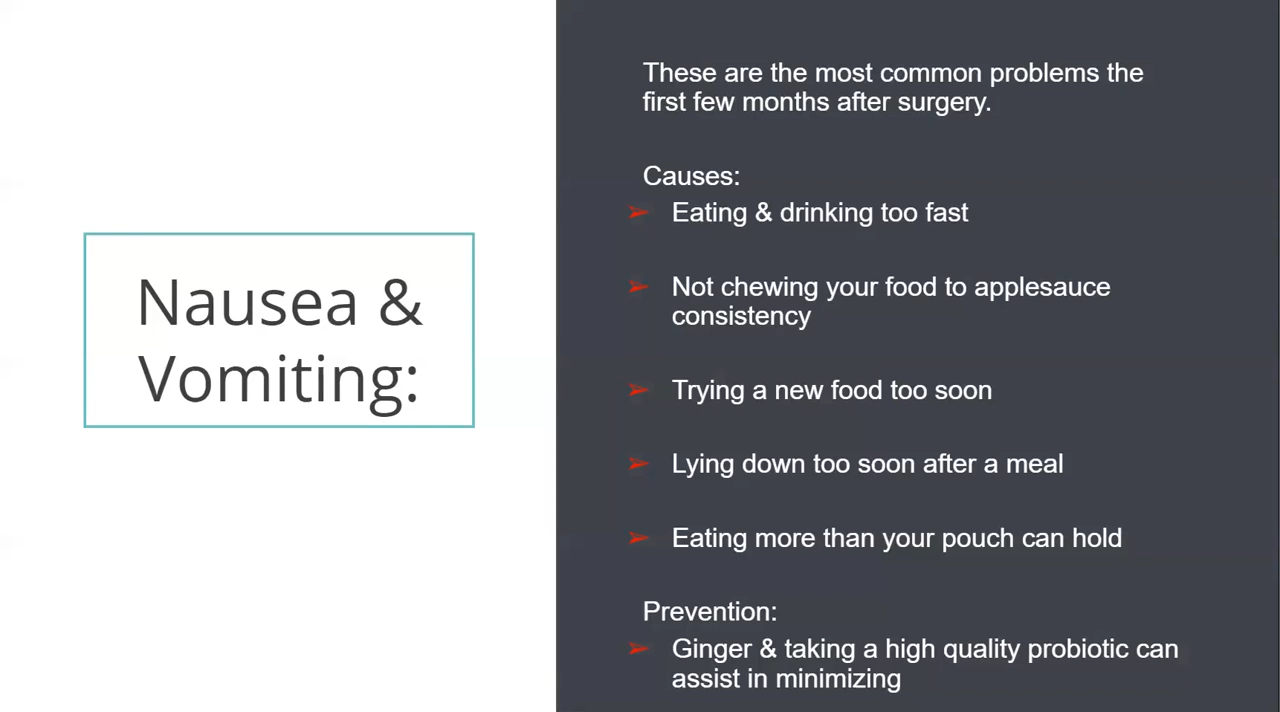 Nausea &
Vomiting:
These are the most common problems the
first few months after surgery.
Causes:
➢ Eating & drinking too fast
➢ Not chewing your food to applesauce
consistency
➢ Trying a new food too soon
➢ Lying down too soon after a meal
➢ Eating more than your pouch can hold
Prevention:
➢ Ginger & taking a high quality probiotic can
assist in minimizing